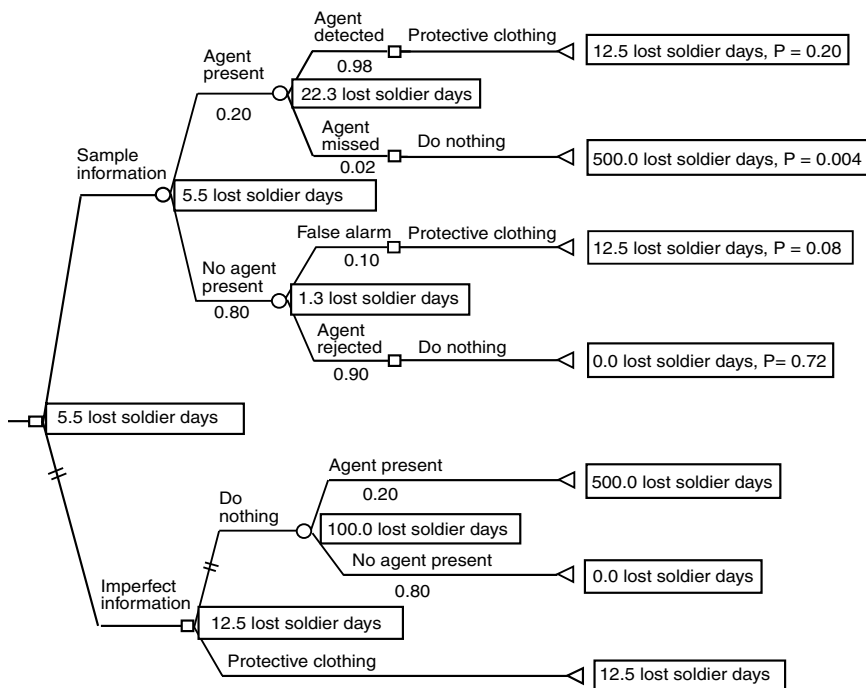 Agent
detected
Protective clothing
12.5 lost soldier days, P = 0.20
0.98
Agent
present
22.3 lost soldier days
0.20
Agent
missed
Do nothing
0.02
500.0 lost soldier days, P = 0.004
Sample
information
5.5 lost soldier days
False alarm
Protective clothing
12.5 lost soldier days, P = 0.08
0.10
No agent
present
1.3 lost soldier days
0.80
Agent
rejected
Do nothing
0.0 lost soldier days, P= 0.72
0.90
5.5 lost soldier days
Agent present
500.0 lost soldier days
0.20
Do
nothing
100.0 lost soldier days
No agent present
0.0 lost soldier days
0.80
Imperfect
information
12.5 lost soldier days
Protective clothing
12.5 lost soldier days